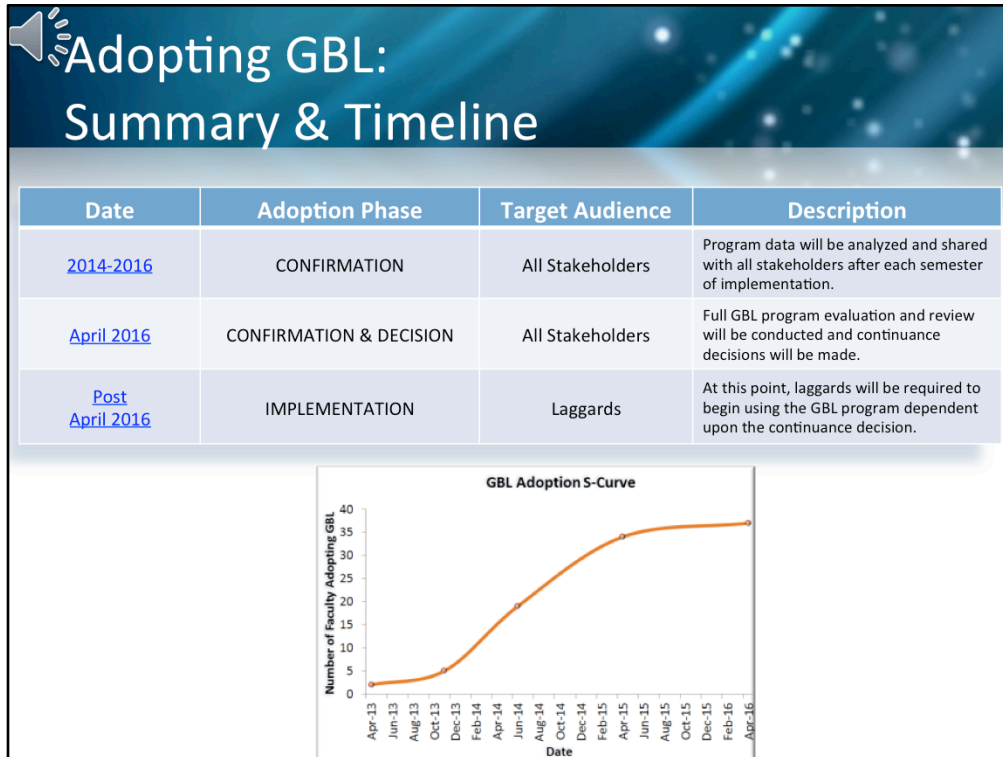 Adopting GBL:
Summary & Timeline
Date Adoption Phase Target Audience Description
2014-2016 CONFIRMATION All Stakeholders Program data will be analyzed and shared
with all stakeholders after each semester
of implementation.
April 2016 CONFIRMATION & DECISION All Stakeholders Full GBL program evaluation and review
will be conducted and continuance
decisions will be made.
Post
April 2016 IMPLEMENTATION Laggards At this point, laggards will be required to
begin using the GBL program dependent
upon the continuance decision.
GBL Adoption S-Curve
Number of Faculty Adopting GBL
40
35
30
25
20
15
10
5
0
Apr-13
Jun-13
Aug-13
Oct-13
Dec-13
Feb-14
Apr-14
Jun-14
Aug-14
Oct-14
Dec-14
Feb-15
Apr-15
Jun-15
Aug-15
Oct-15
Dec-15
Feb-16
Apr-16
Date